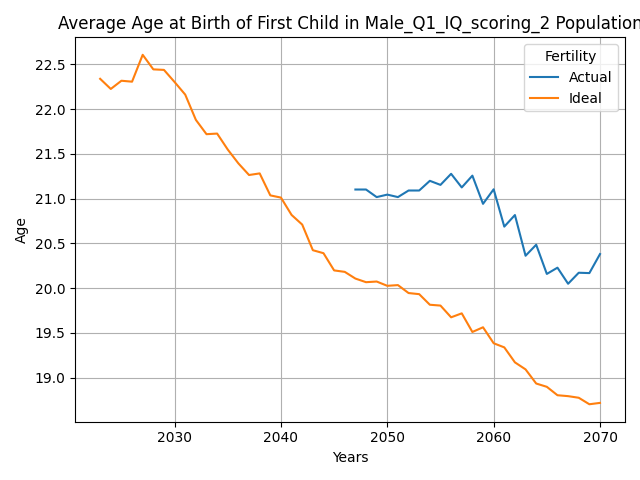 Average Age at Birth of First Child in Male_Q1_IQ_scoring_2 Population
Fertility
Actual
Ideal
22.5
22.0
21.5
21.0
20.5
20.0
19.5
19.0
Age
2030 2040 2050 2060 2070
Years